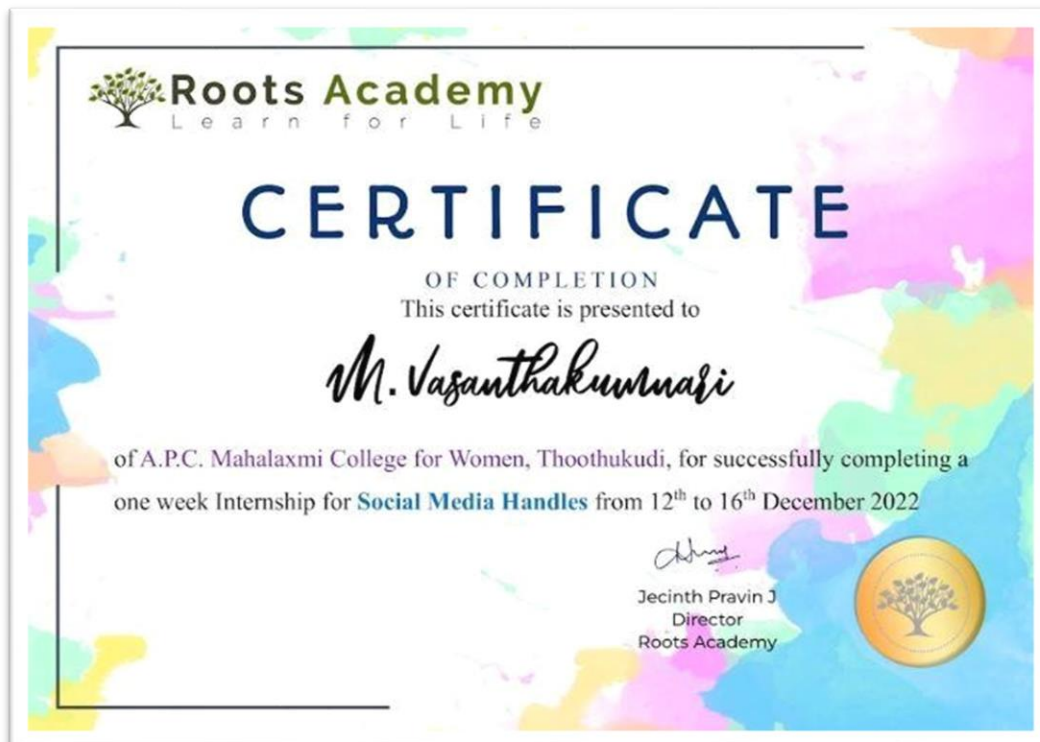 Roots Academy
Learn for Life
CERTIFICATE
OF COMPLETION
This certificate is presented to
M. Vasanthakumari
of A.P.C. Mahalaxmi College for Women, Thoothukudi, for successfully completing a
one week Internship for Social Media Handles from 12th to 16th December 2022
Jecinth Pravin J
Director
Roots Academy